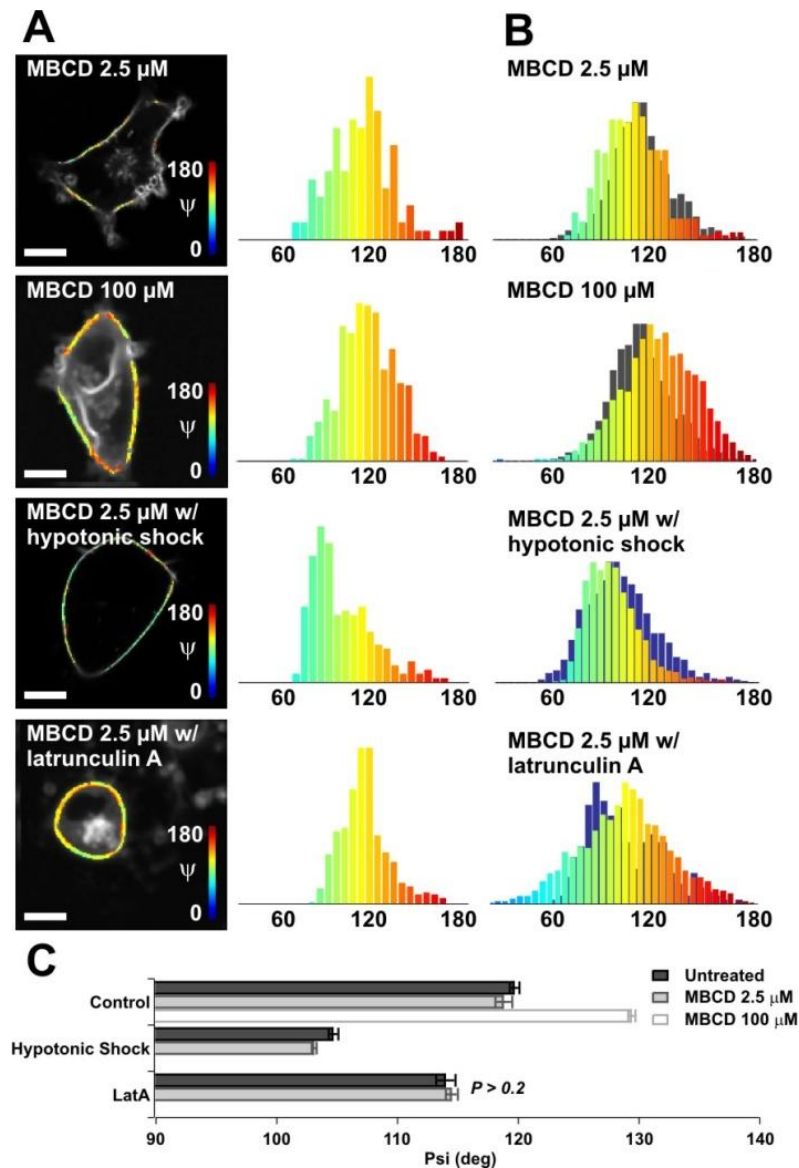 A
B
MBCD 2.5 µM
180
ψ
0
60 120 180
MBCD 2.5 µM
60 120 180
MBCD 100 µM
180
ψ
0
60 120 180
MBCD 100 µM
60 120 180
MBCD 2.5 µM w/
hypotonic shock
180
ψ
0
60 120 180
MBCD 2.5 µM w/
hypotonic shock
60 120 180
MBCD 2.5 µM w/
latrunculin A
180
ψ
0
60 120 180
MBCD 2.5 µM w/
latrunculin A
60 120 180
C
Control
Hypotonic Shock
LatA
Untreated
MBCD 2.5 µM
MBCD 100 µM
P > 0.2
90 100 110 120 130 140
Psi (deg)